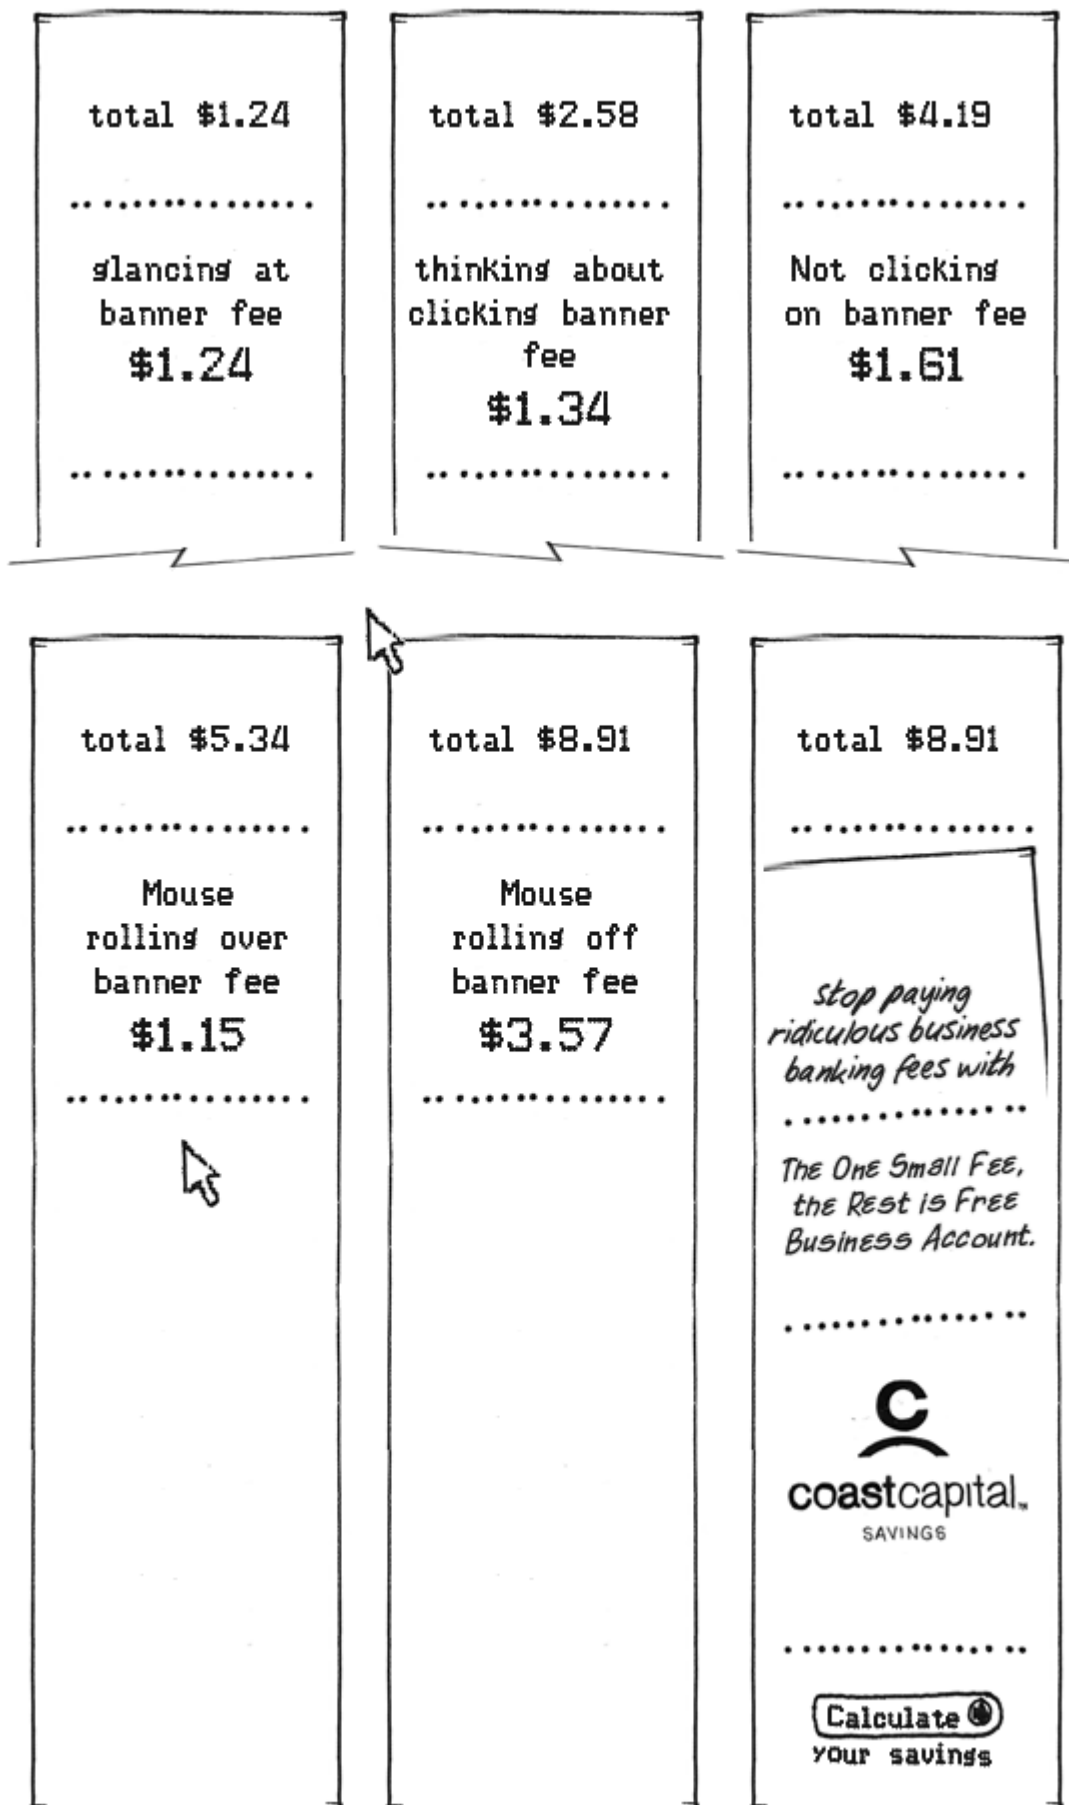 total $1.24
glancing at
banner fee
$1.24
total $2.58
thinking about
clicking banner
fee
$1.34
total $4.19
Not clicking
on banner fee
$1.61
total $5.34
Mouse
rolling over
banner fee
$1.15
total $8.91
Mouse
rolling off
banner fee
$3.57
total $8.91
stop paying
ridiculous business
banking fees with
The One Small Fee,
the Rest is Free
Business Account.
C
coastcapital™
SAVINGS
Calculate
your savings